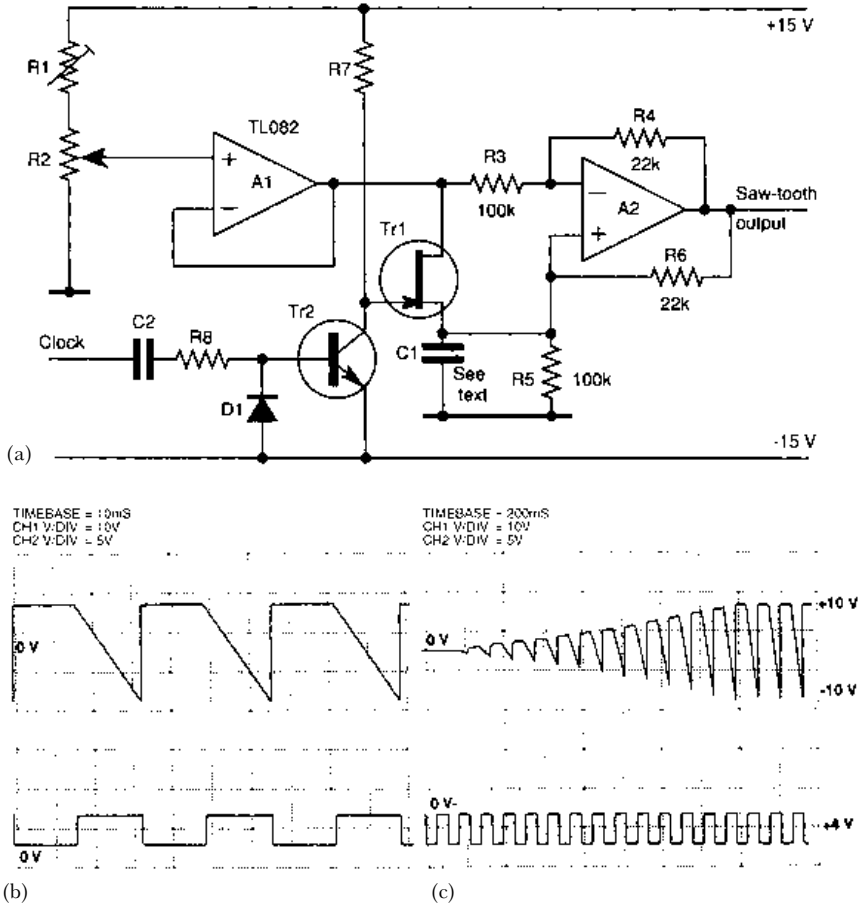 +15 V
R1
R7
R4
TL082
R3
22k
R2
+
A1
−
−
A2
Saw-tooth
100k
Tr1
+
output
R6
22k
C2
Tr2
Clock
R8
C1
See
text
R5
100k
D1
-15 V
(a)
TIMEBASE = 10mS
CH1 V/DIV = 10V
CH2 V/DIV = 5V
TIMEBASE = 200mS
CH1 V/DIV = 10V
CH2 V/DIV = 5V
+10 V
0 V
0 V
-10 V
0 V-
+4 V
0 V
(b)
(c)